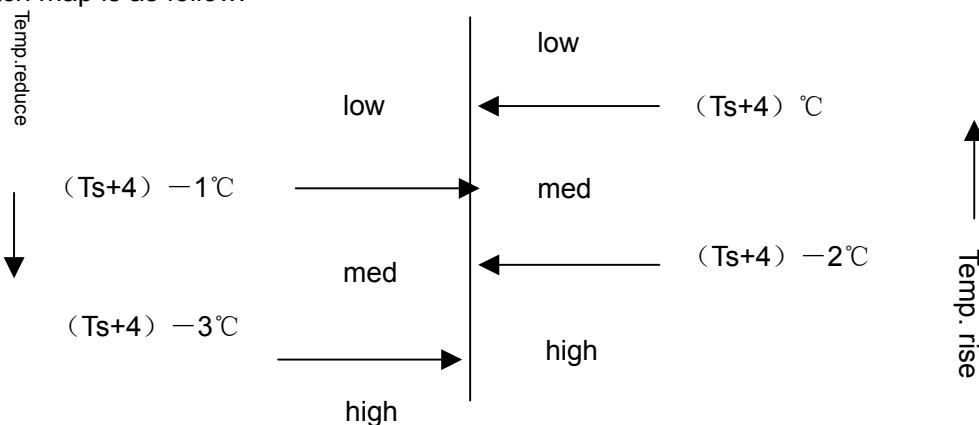 Temp.reduce
low
low
（Ts+4）℃
（Ts+4）－1℃
med
（Ts+4）－2℃
med
（Ts+4）－3℃
high
high
Temp. rise